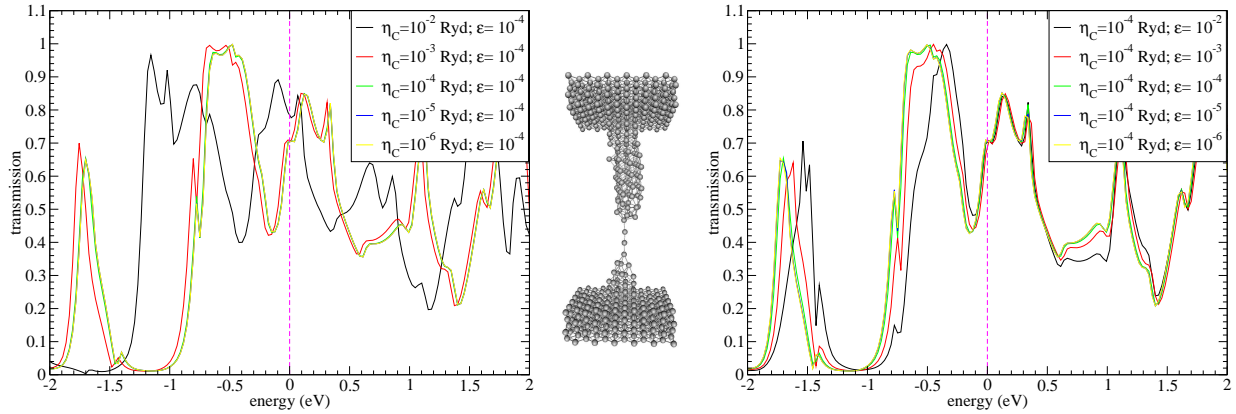 η_C=10^-2 Ryd; ε= 10^-4
η_C=10^-3 Ryd; ε= 10^-4
η_C=10^-4 Ryd; ε= 10^-4
η_C=10^-5 Ryd; ε= 10^-4
η_C=10^-6 Ryd; ε= 10^-4
transmission
1
0.9
0.8
0.7
0.6
0.5
0.4
0.3
0.2
0.1
0
-2 -1.5 -1 -0.5 0 0.5 1 1.5 2
energy (eV)
η_C=10^-4 Ryd; ε= 10^-2
η_C=10^-4 Ryd; ε= 10^-3
η_C=10^-4 Ryd; ε= 10^-4
η_C=10^-4 Ryd; ε= 10^-5
η_C=10^-4 Ryd; ε= 10^-6
transmission
1
0.9
0.8
0.7
0.6
0.5
0.4
0.3
0.2
0.1
0
-2 -1.5 -1 -0.5 0 0.5 1 1.5 2
energy (eV)